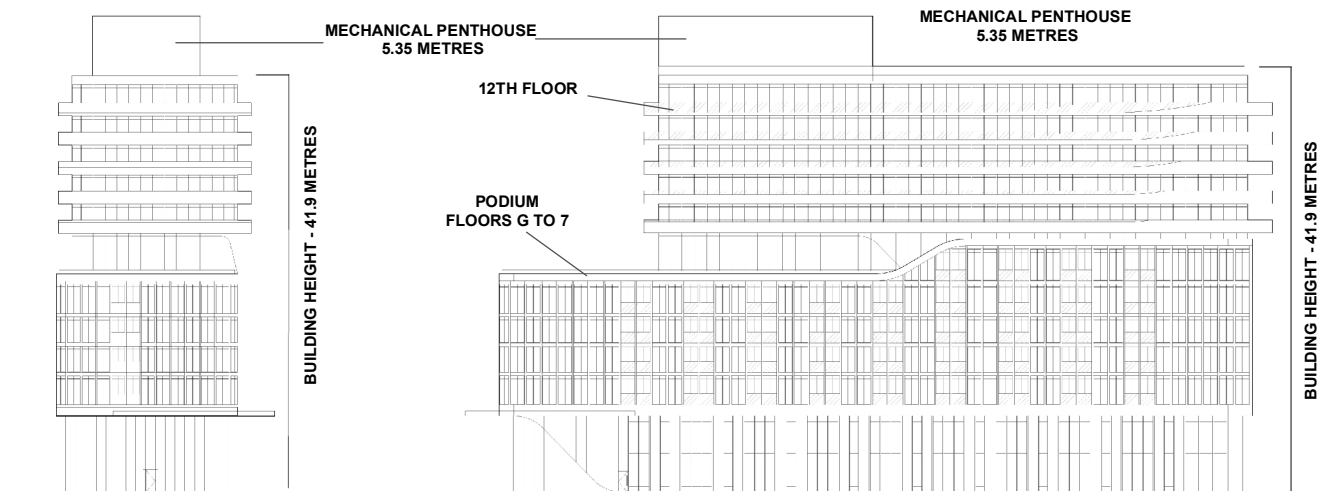 MECHANICAL PENTHOUSE
5.35 METRES
MECHANICAL PENTHOUSE
5.35 METRES
12TH FLOOR
PODIUM
FLOORS G TO 7
BUILDING HEIGHT - 41.9 METRES
BUILDING HEIGHT - 41.9 METRES